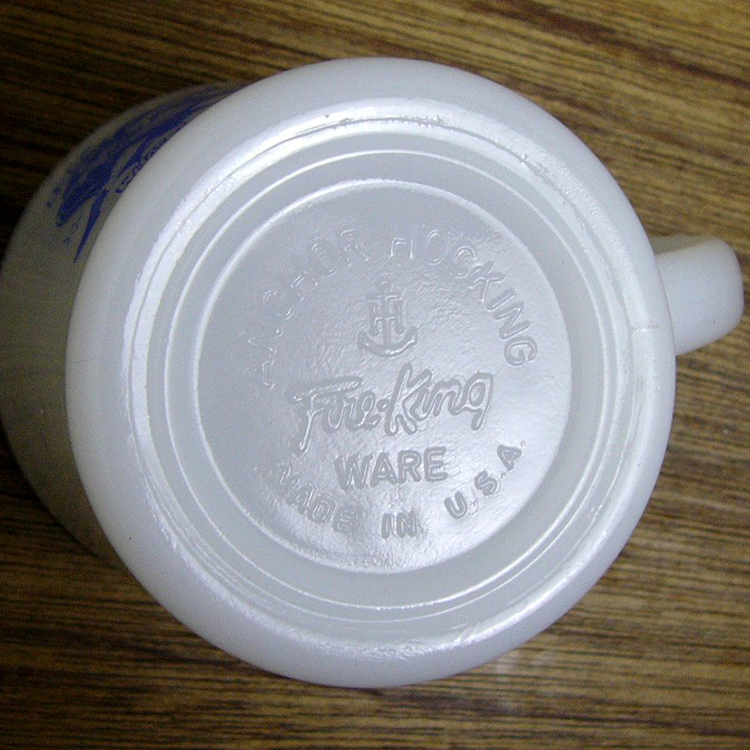 ANCHOR HOCKING
H
Fire-King
WARE
MADE IN U.S.A.